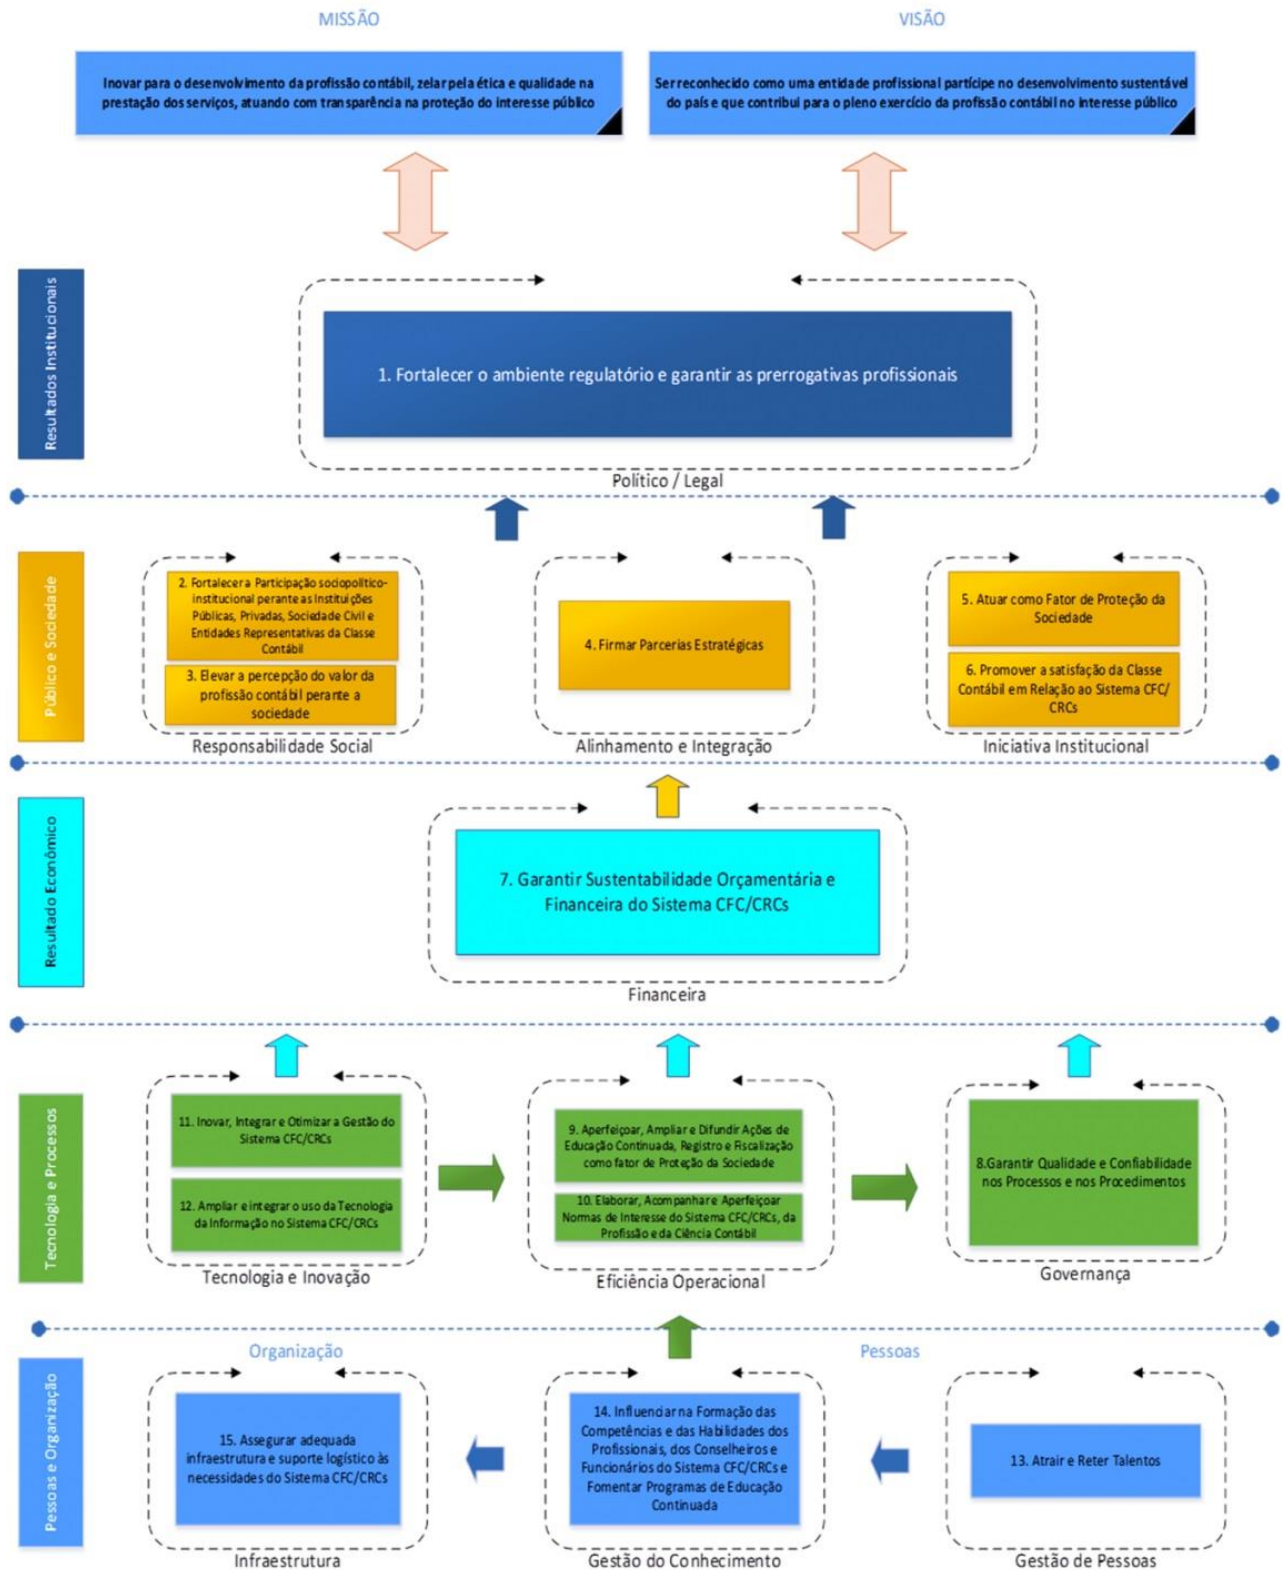 MISSÃO
VISÃO
Inovar para o desenvolvimento da profissão contábil, zelar pela ética e qualidade na
prestação dos serviços, atuando com transparência na proteção do interesse público
Ser reconhecido como uma entidade profissional partícipe no desenvolvimento sustentável
do país e que contribui para o pleno exercício da profissão contábil no interesse público
Resultados Institucionais
1. Fortalecer o ambiente regulatório e garantir as prerrogativas profissionais
Político / Legal
Público e Sociedade
2. Fortalecer a Participação sociopolítico-
institucional perante as Instituições
Públicas, Privadas, Sociedade Civil e
Entidades Representativas da Classe
Contábil
3. Elevar a percepção do valor da
profissão contábil perante a
sociedade
Responsabilidade Social
4. Firmar Parcerias Estratégicas
Alinhamento e Integração
5. Atuar como Fator de Proteção da
Sociedade
6. Promover a satisfação da Classe
Contábil em Relação ao Sistema CFC/
CRCs
Iniciativa Institucional
Resultado Econômico
7. Garantir Sustentabilidade Orçamentária e
Financeira do Sistema CFC/CRCs
Financeira
Tecnologia e Processos
11. Inovar, Integrar e Otimizar a Gestão do
Sistema CFC/CRCs
12. Ampliar e integrar o uso da Tecnologia
da Informação no Sistema CFC/CRCs
Tecnologia e Inovação
9. Aperfeiçoar, Ampliar e Difundir Ações de
Educação Continuada, Registro e Fiscalização
como fator de Proteção da Sociedade
10. Elaborar, Acompanhar e Aperfeiçoar
Normas de Interesse do Sistema CFC/CRCs, da
Profissão e da Ciência Contábil
Eficiência Operacional
8.Garantir Qualidade e Confiabilidade
nos Processos e nos Procedimentos
Governança
Pessoas e Organização
Organização
Pessoas
15. Assegurar adequada
infraestrutura e suporte logístico às
necesidades do Sistema CFC/CRCs
Infraestrutura
14. Influenciar na Formação das
Competências e das Habilidades dos
Profissionais, dos Conselheiros e
Funcionários do Sistema CFC/CRCs e
Fomentar Programas de Educação
Continuada
Gestão do Conhecimento
13. Atrair e Reter Talentos
Gestão de Pessoas